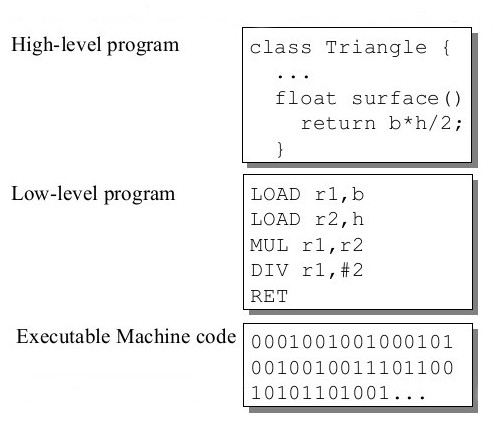 High-level program
class Triangle {
...
float surface()
return b*h/2;
}
Low-level program
LOAD r1,b
LOAD r2,h
MUL r1,r2
DIV r1,#2
RET
Executable Machine code
0001001001000101
0010010011101100
10101101001...